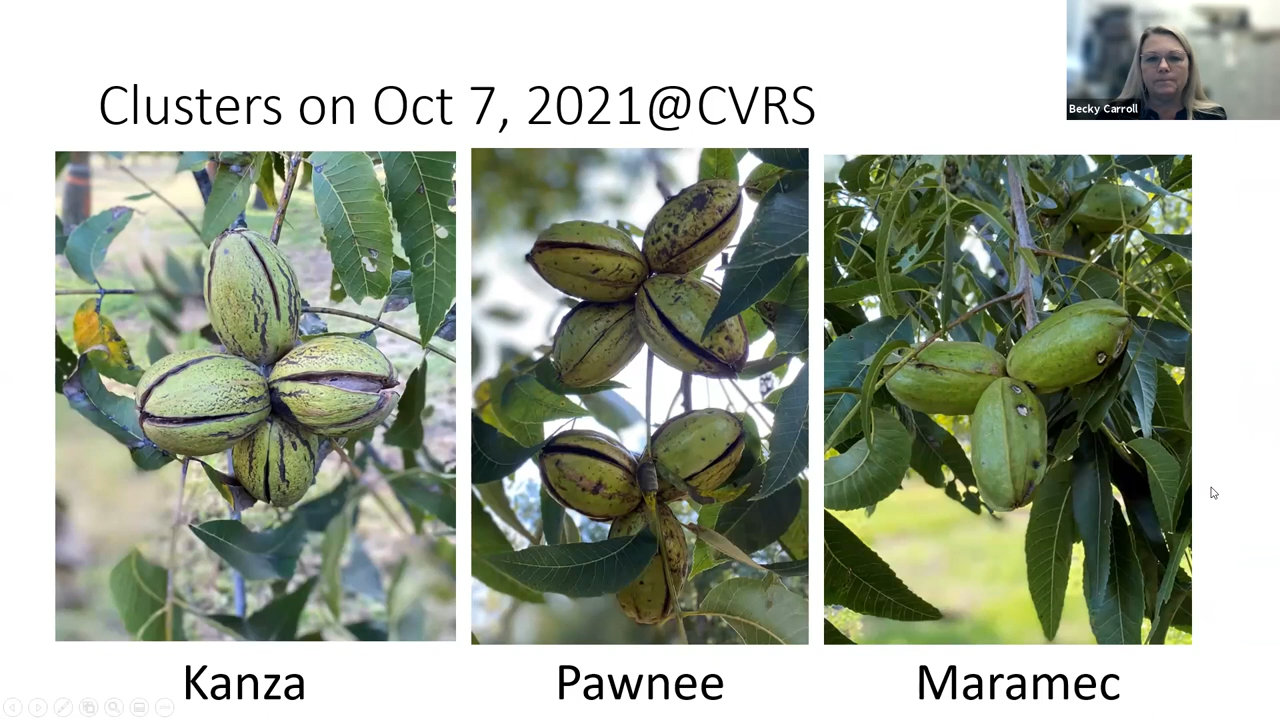 Becky Carroll
Clusters on Oct 7, 2021@CVRS
Kanza
Pawnee
Maramec